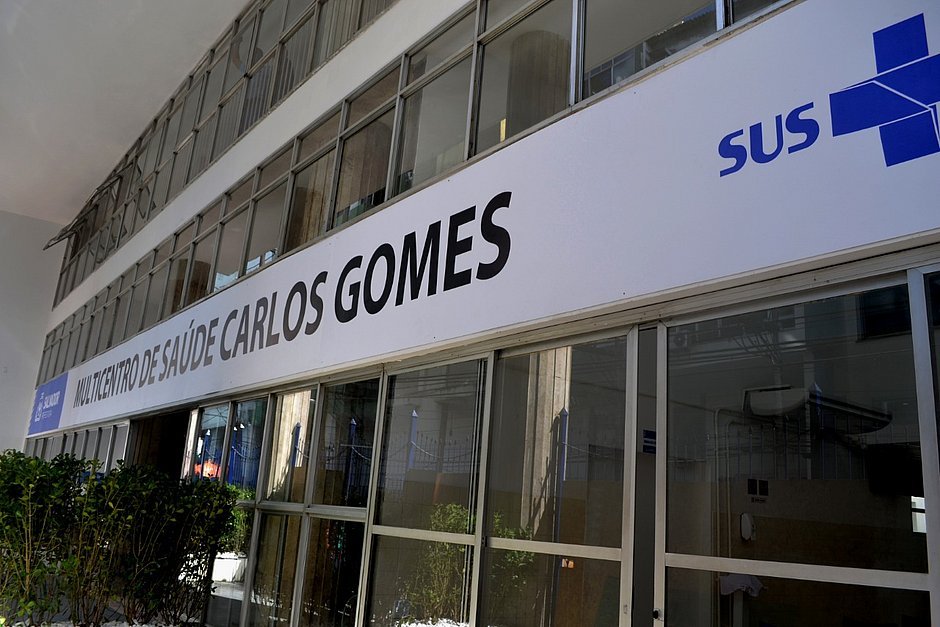 SUS
MULTICENTRO DE SAÚDE CARLOS GOMES
SALVADOR